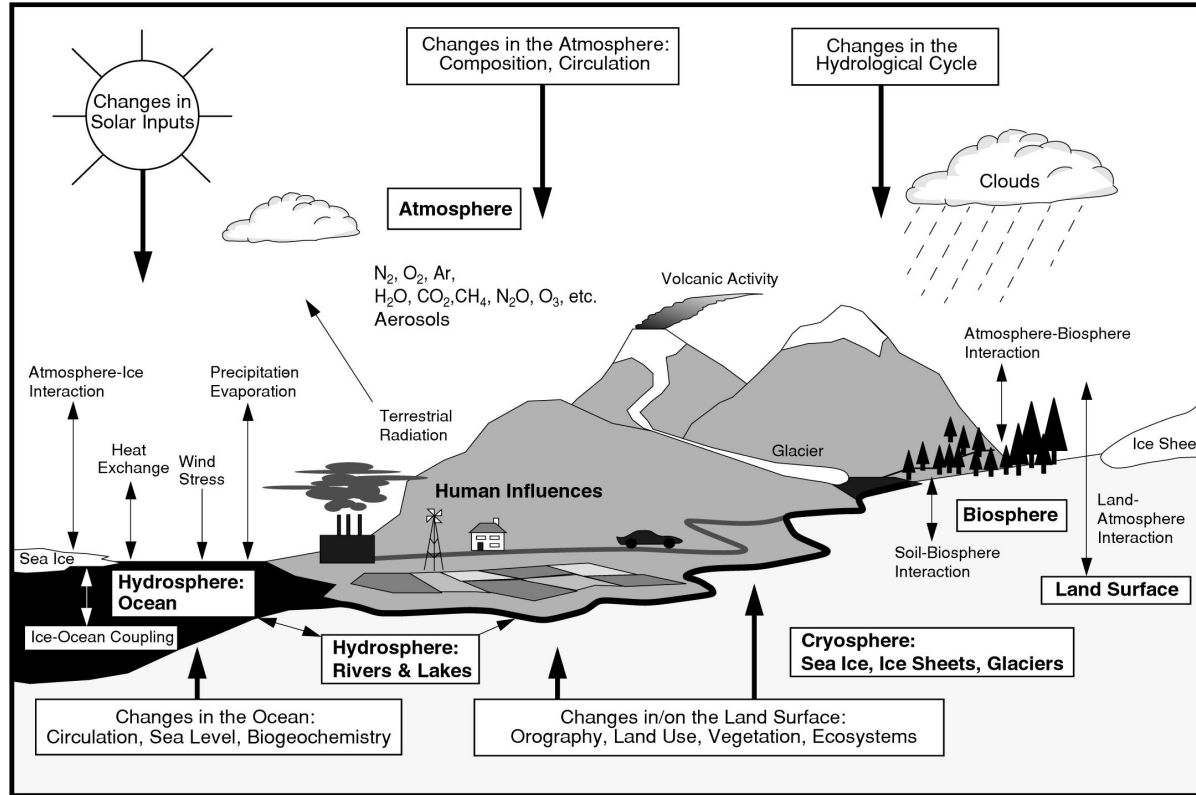 Changes in the Atmosphere:
Composition, Circulation
Changes in the
Hydrological Cycle
Changes in
Solar Inputs
Clouds
Atmosphere
N₂, O₂, Ar,
H₂O, CO₂,CH₄, N₂O, O₃, etc.
Aerosols
Volcanic Activity
Atmosphere-Biosphere
Interaction
Atmosphere-Ice
Interaction
Precipitation
Evaporation
Terrestrial
Radiation
Heat
Exchange
Wind
Stress
Glacier
Ice Shee
Human Influences
Land-
Atmosphere
Interaction
Biosphere
Soil-Biosphere
Interaction
Sea Ice
Hydrosphere:
Ocean
Land Surface
Ice-Ocean Coupling
Hydrosphere:
Rivers & Lakes
Cryosphere:
Sea Ice, Ice Sheets, Glaciers
Changes in the Ocean:
Circulation, Sea Level, Biogeochemistry
Changes in/on the Land Surface:
Orography, Land Use, Vegetation, Ecosystems